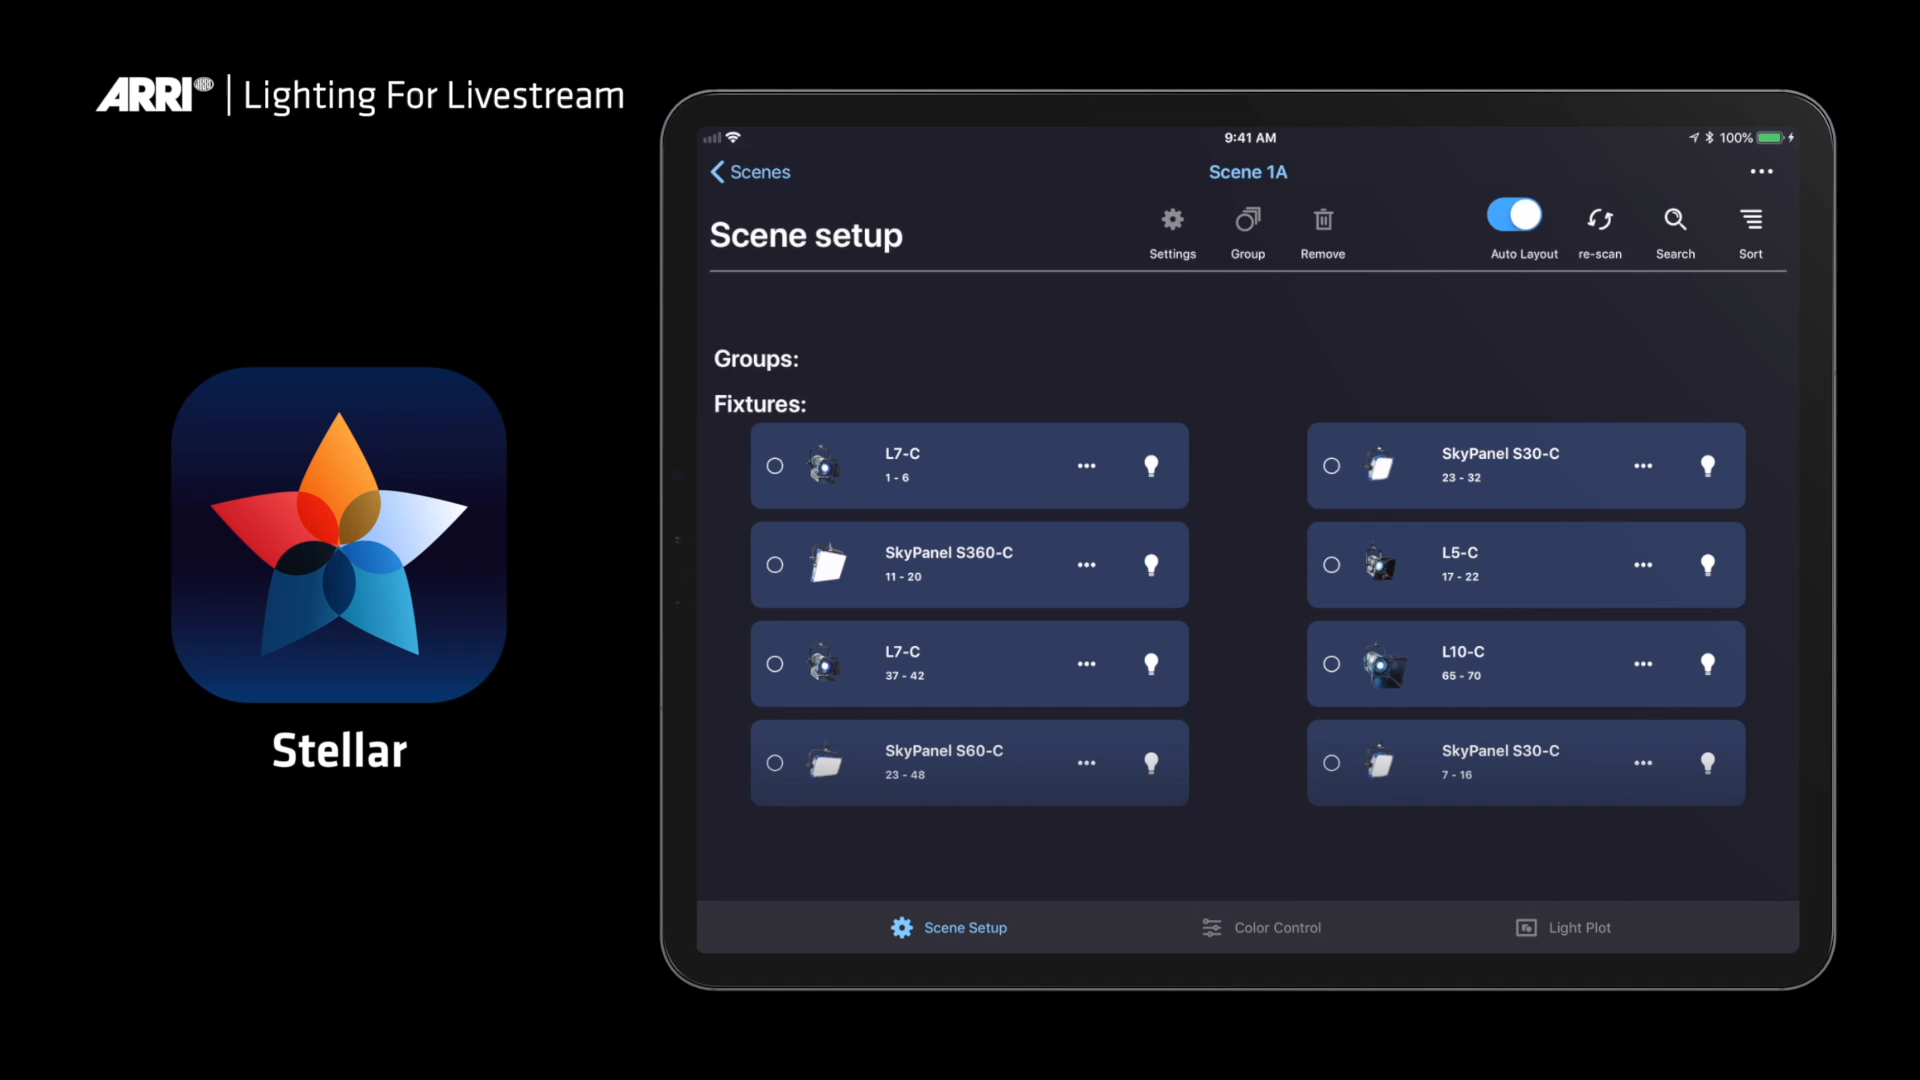 ARRI | Lighting For Livestream
9:41 AM
100%
Scenes
Scene 1A
Scene setup
Settings
Group
Remove
Auto Layout
re-scan
Search
Sort
Groups:
Fixtures:
L7-C
1 - 6
SkyPanel S30-C
23 - 32
SkyPanel S360-C
11 - 20
L5-C
17 - 22
L7-C
37 - 42
L10-C
65 - 70
SkyPanel S60-C
23 - 48
SkyPanel S30-C
7 - 16
Scene Setup
Color Control
Light Plot
Stellar